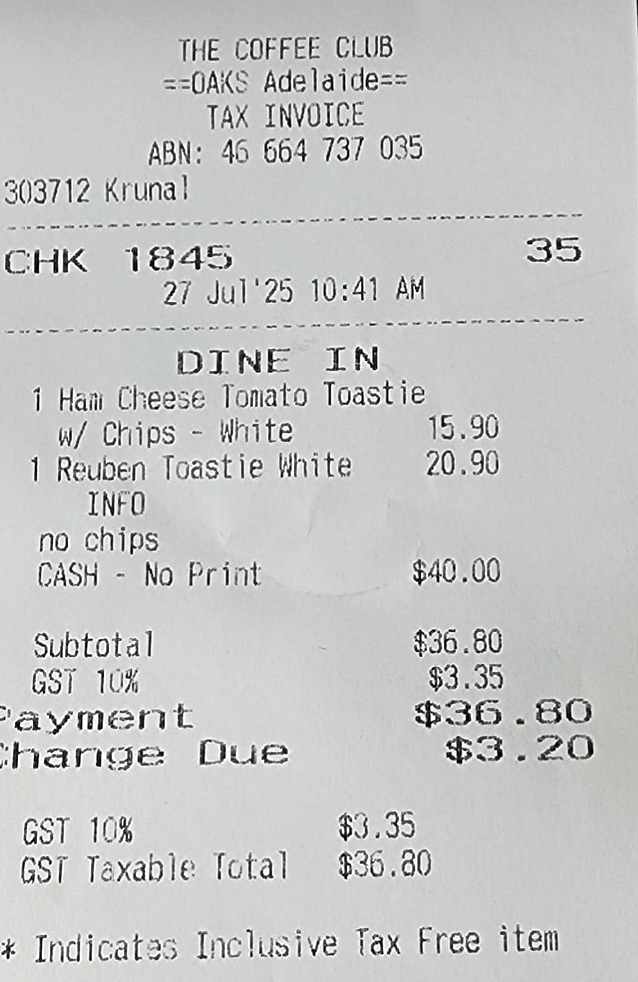 THE COFFEE CLUB
==OAKS Adelaide==
TAX INVOICE
ABN: 46 664 737 035
303712 Krunal
CHK 1845 35
27 Jul'25 10:41 AM
DINE IN
1 Ham Cheese Tomato Toastie
w/ Chips - White 15.90
1 Reuben Toastie White 20.90
INFO
no chips
CASH - No Print $40.00
Subtotal $36.80
GST 10% $3.35
Payment $36.80
Change Due $3.20
GST 10% $3.35
GST Taxable Total $36.80
* Indicates Inclusive Tax Free item